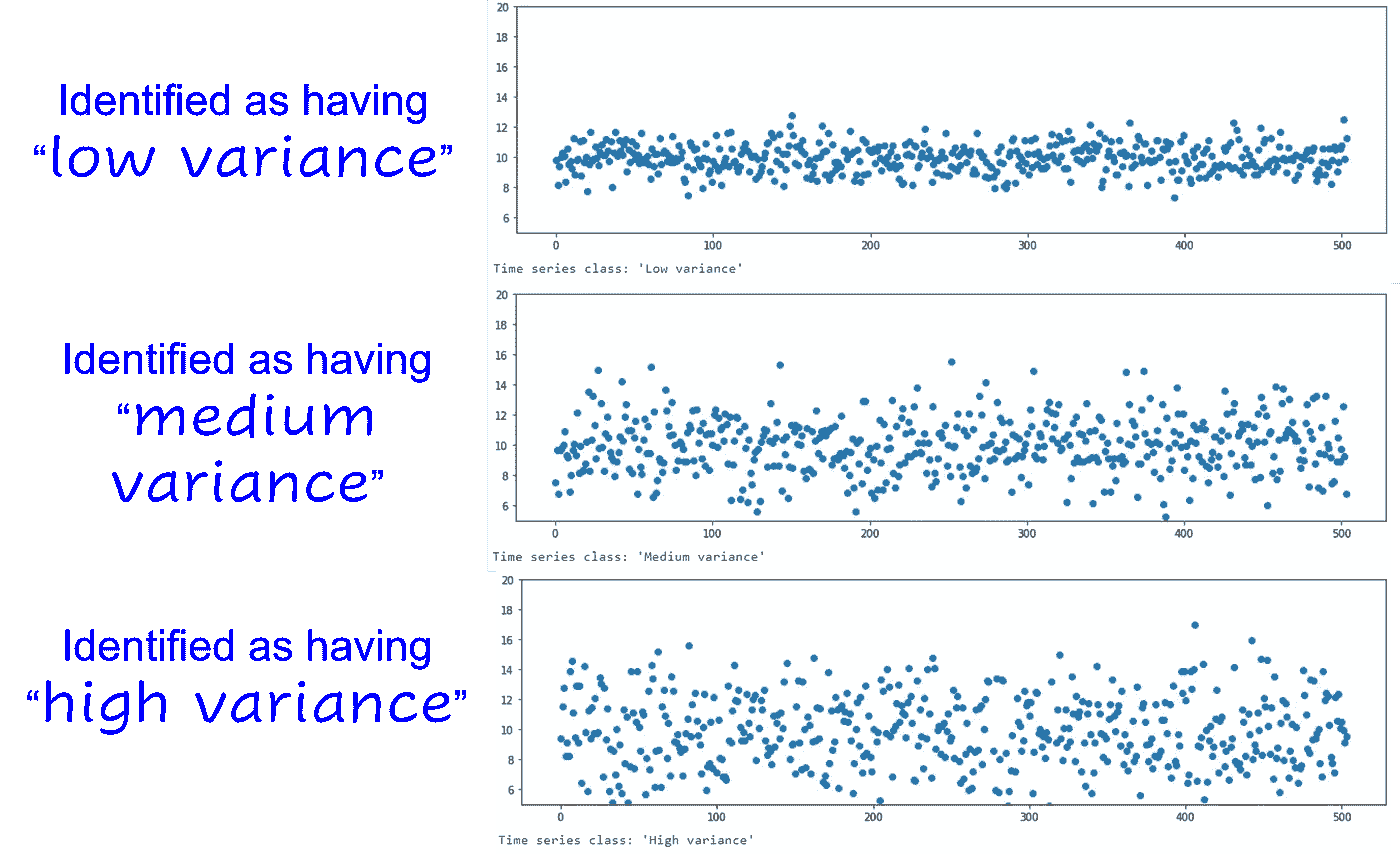 Identified as having
“low variance”
20
18
16
14
12
10
8
6
0 100 200 300 400 500
Time series class: 'Low variance'
Identified as having
“medium
variance”
20
18
16
14
12
10
8
6
0 100 200 300 400 500
Time series class: 'Medium variance'
Identified as having
“high variance”
20
18
16
14
12
10
8
6
0 100 200 300 400 500
Time series class: 'High variance'